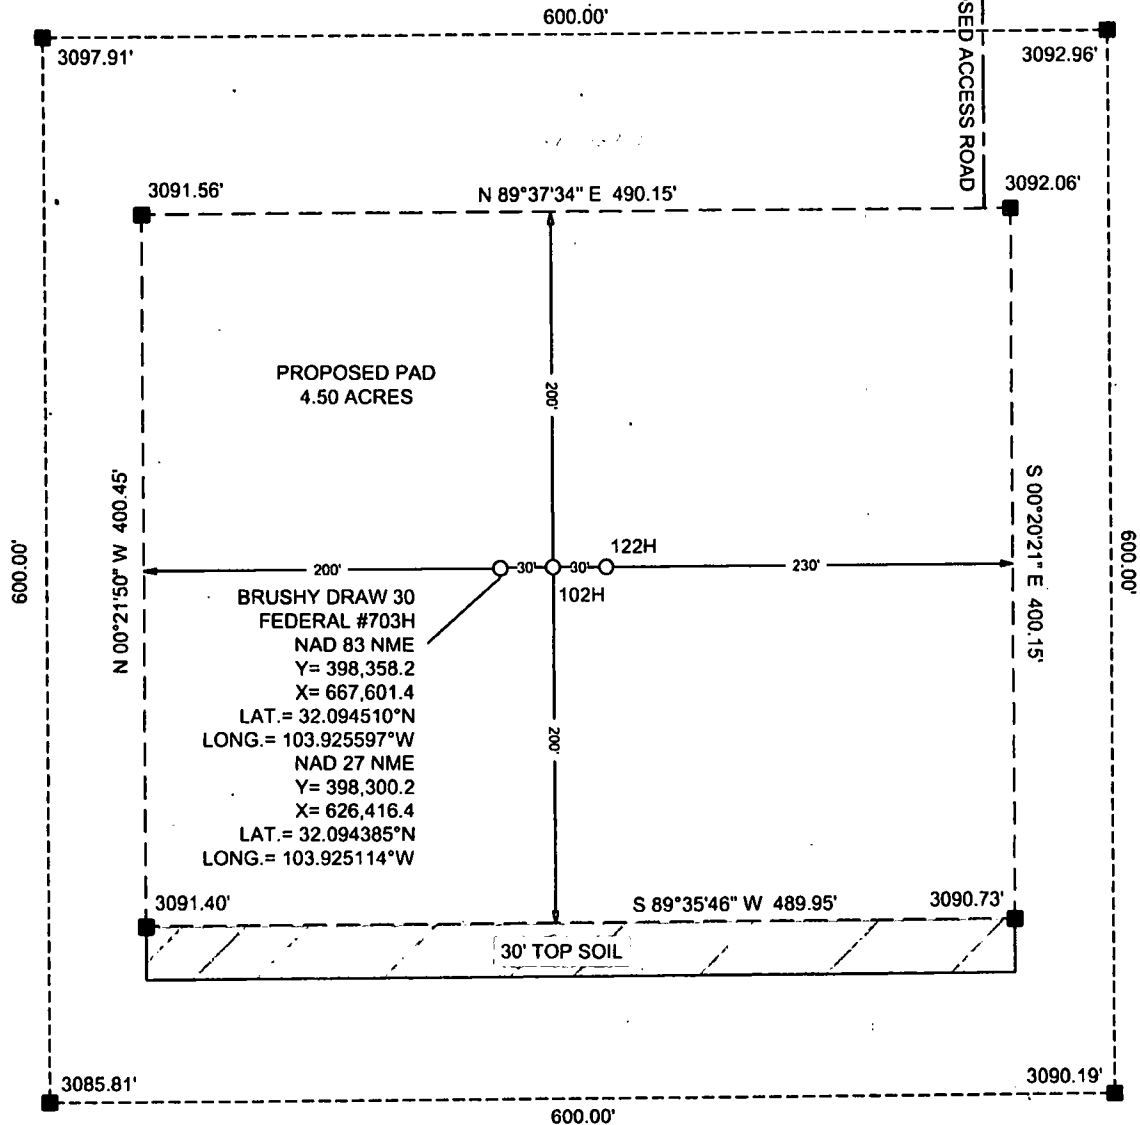 600.00'
SED ACCESS ROAD
3097.91'
3092.96'
3091.56'
N 89°37'34" E 490.15'
3092.06'
PROPOSED PAD
4.50 ACRES
200'
N 00°21'50" W 400.45'
S 00°20'21" E 400.15'
600.00'
600.00'
122H
200'
30'
30'
230'
102H
BRUSHY DRAW 30
FEDERAL #703H
NAD 83 NME
Y= 398,358.2
X= 667,601.4
LAT.= 32.094510°N
LONG.= 103.925597°W
NAD 27 NME
Y= 398,300.2
X= 626,416.4
LAT.= 32.094385°N
LONG.= 103.925114°W
200'
3091.40'
S 89°35'46" W 489.95'
3090.73'
30' TOP SOIL
3085.81'
3090.19'
600.00'